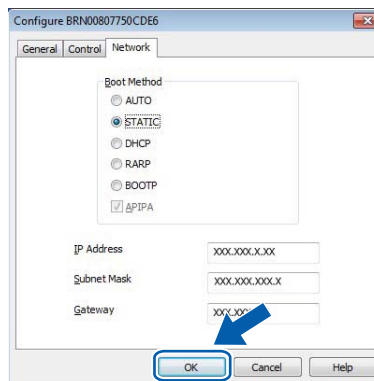 Configure BRN00807750CDE6
General Control Network
Boot Method
AUTO
STATIC
DHCP
RARP
BOOTP
APIPA
IP Address XXX.XXX.X.XX
Subnet Mask XXX.XXX.XXX.X
Gateway
OK Cancel Help